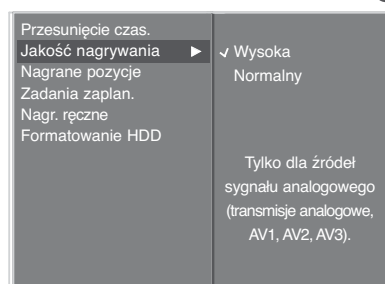 Przesunięcie czas.
Jakość nagrywania ►
Nagrane pozycje
Zadania zaplan.
Nagr. ręczne
Formatowanie HDD
✓ Wysoka
Normalny
Tylko dla źródeł
sygnału analogowego
(transmisje analogowe,
AV1, AV2, AV3).